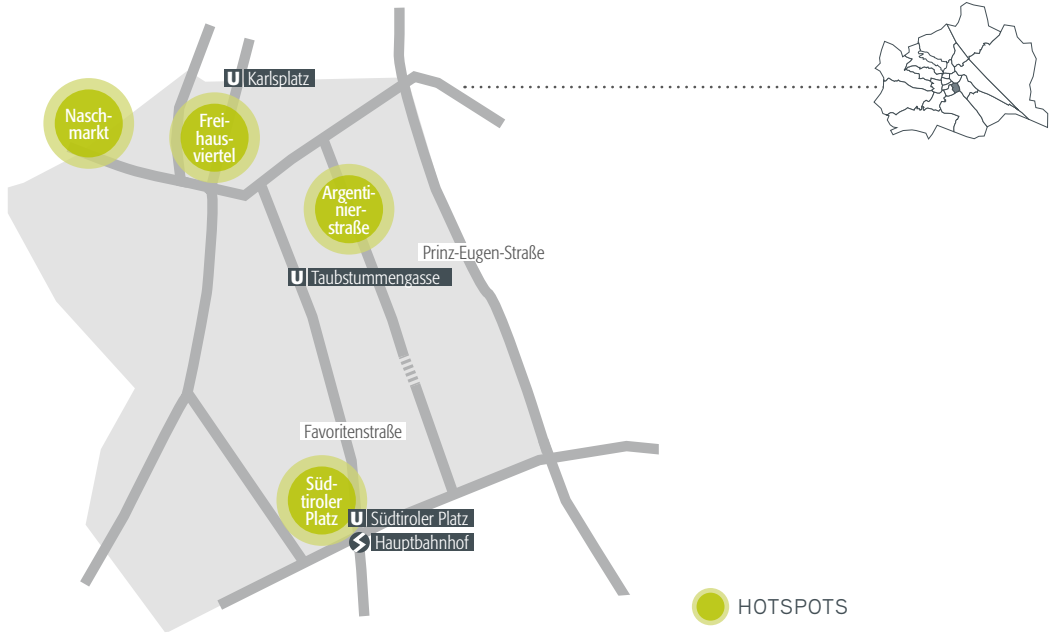 U Karlsplatz
Nasch-
markt
Frei-
haus-
viertel
Argenti-
nier-
straße
Prinz-Eugen-Straße
U Taubstummengasse
Favoritenstraße
Süd-
tiroler
Platz
U Südtiroler Platz
Hauptbahnhof
HOTSPOTS